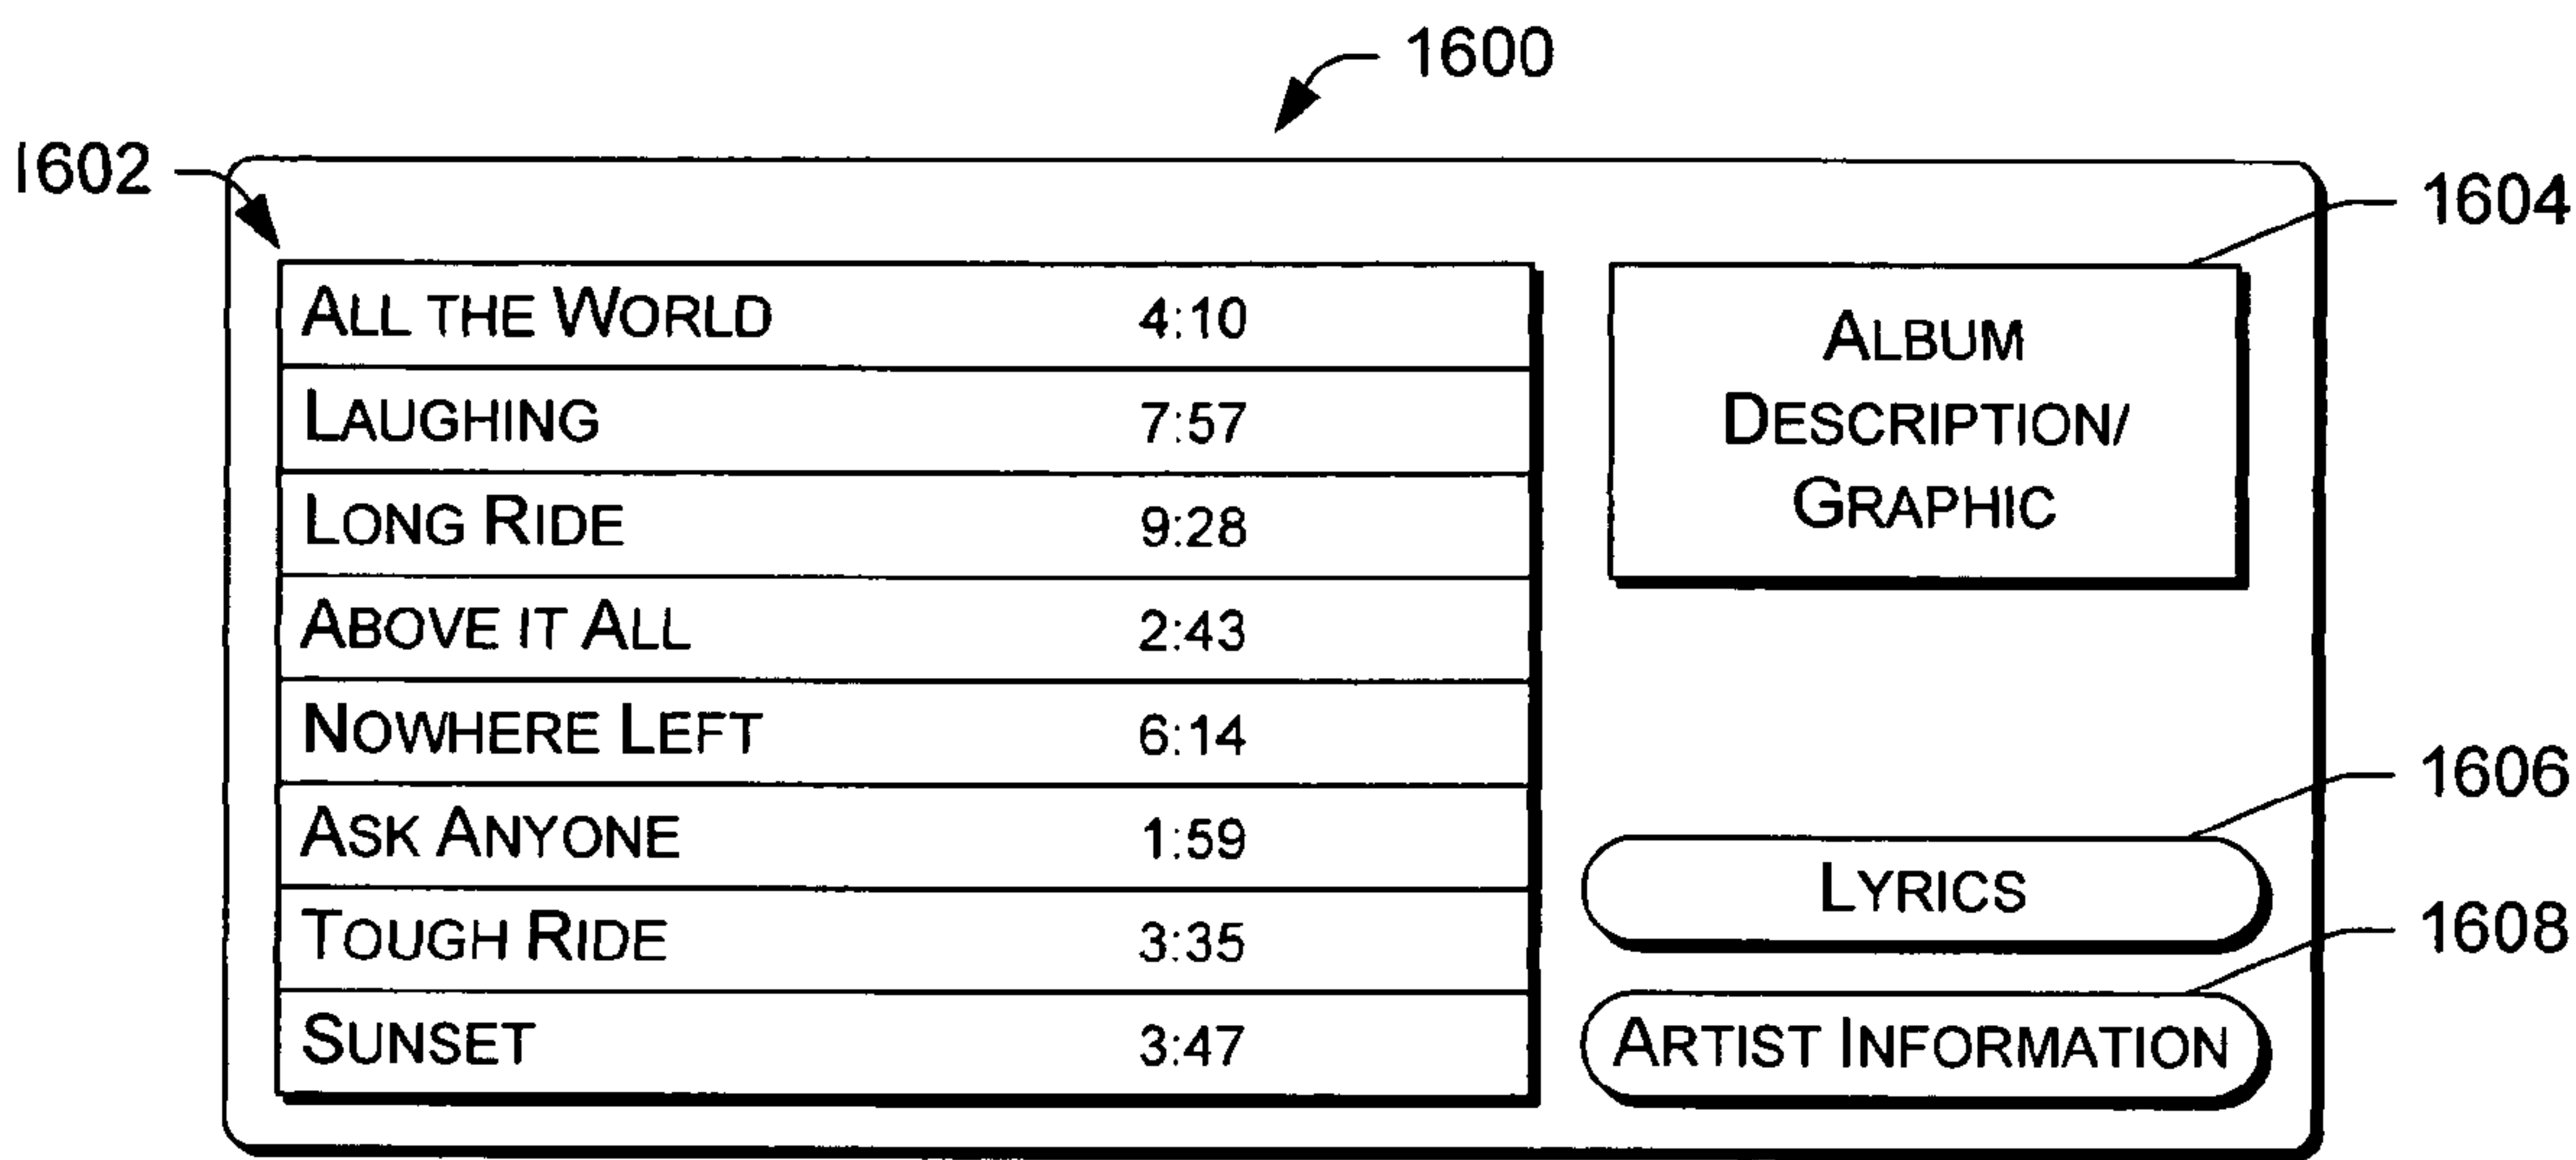 1600
1602
1604
ALL THE WORLD 4:10
LAUGHING 7:57
LONG RIDE 9:28
ABOVE IT ALL 2:43
NOWHERE LEFT 6:14
ASK ANYONE 1:59
TOUGH RIDE 3:35
SUNSET 3:47
ALBUM
DESCRIPTION/
GRAPHIC
1606
LYRICS
1608
ARTIST INFORMATION